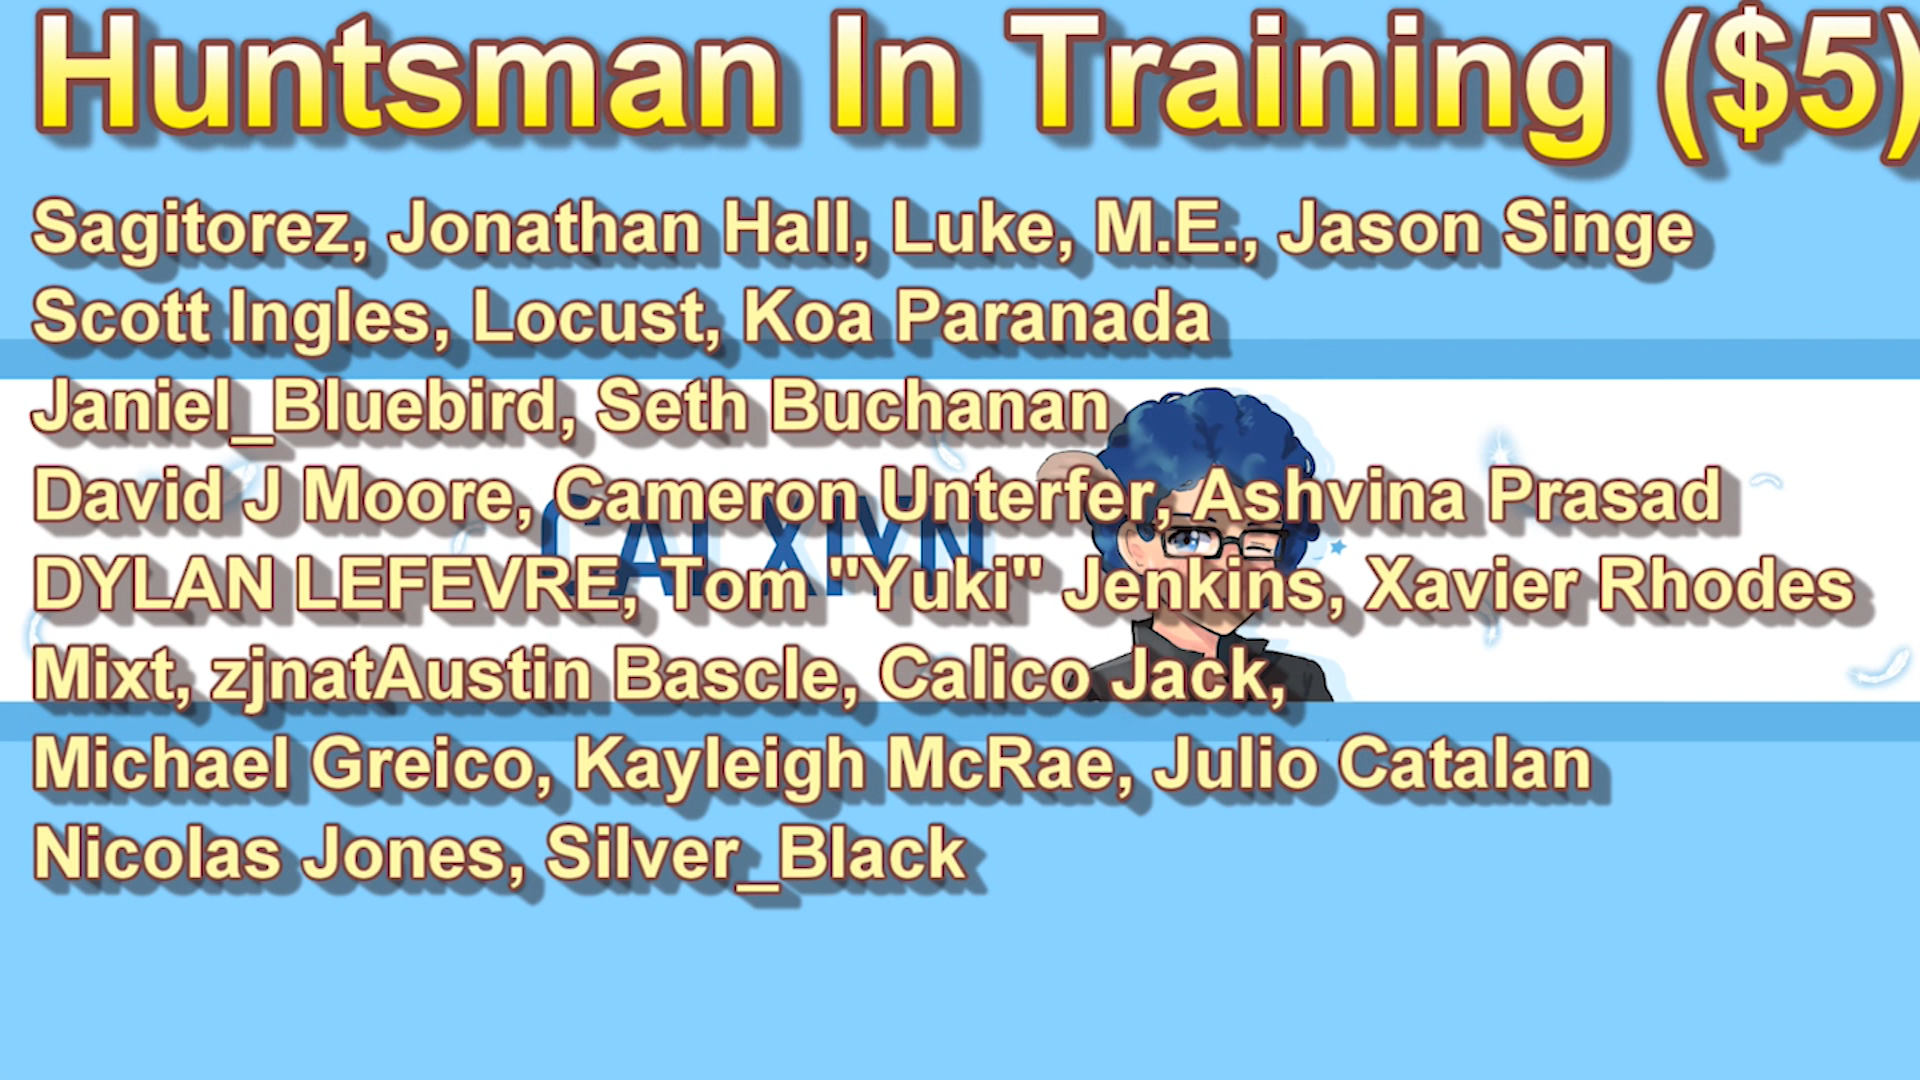 Huntsman In Training ($5)
Sagitorez, Jonathan Hall, Luke, M.E., Jason Singe
Scott Ingles, Locust, Koa Paranada
Janiel_Bluebird, Seth Buchanan
David J Moore, Cameron Unterfer, Ashvina Prasad
DYLAN LEFEVRE, Tom "Yuki" Jenkins, Xavier Rhodes
Mixt, zjnatAustin Bascle, Calico Jack,
Michael Greico, Kayleigh McRae, Julio Catalan
Nicolas Jones, Silver_Black